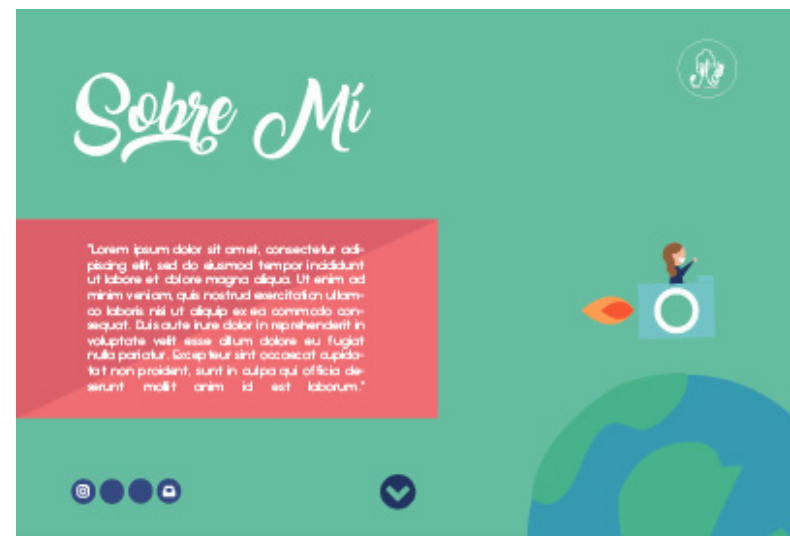 Sobre Mí
"Lorem ipsum dolor sit amet, consectetur adi-
piscing elit, sed do eiusmod tempor incididunt
ut labore et dolore magna aliqua. Ut enim ad
minim veniam, quis nostrud exercitation ullam-
co laboris nisi ut aliquip ex ea commodo con-
sequat. Duis aute irure dolor in reprehenderit in
voluptate velit esse cillum dolore eu fugiat
nulla pariatur. Excepteur sint occaecat cupida-
tat non proident, sunt in culpa qui officia de-
serunt mollit anim id est laborum."